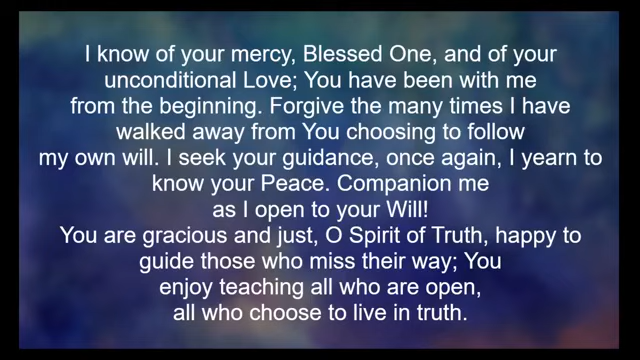 I know of your mercy, Blessed One, and of your
unconditional Love; You have been with me
from the beginning. Forgive the many times I have
walked away from You choosing to follow
my own will. I seek your guidance, once again, I yearn to
know your Peace. Companion me
as I open to your Will!
You are gracious and just, O Spirit of Truth, happy to
guide those who miss their way; You
enjoy teaching all who are open,
all who choose to live in truth.